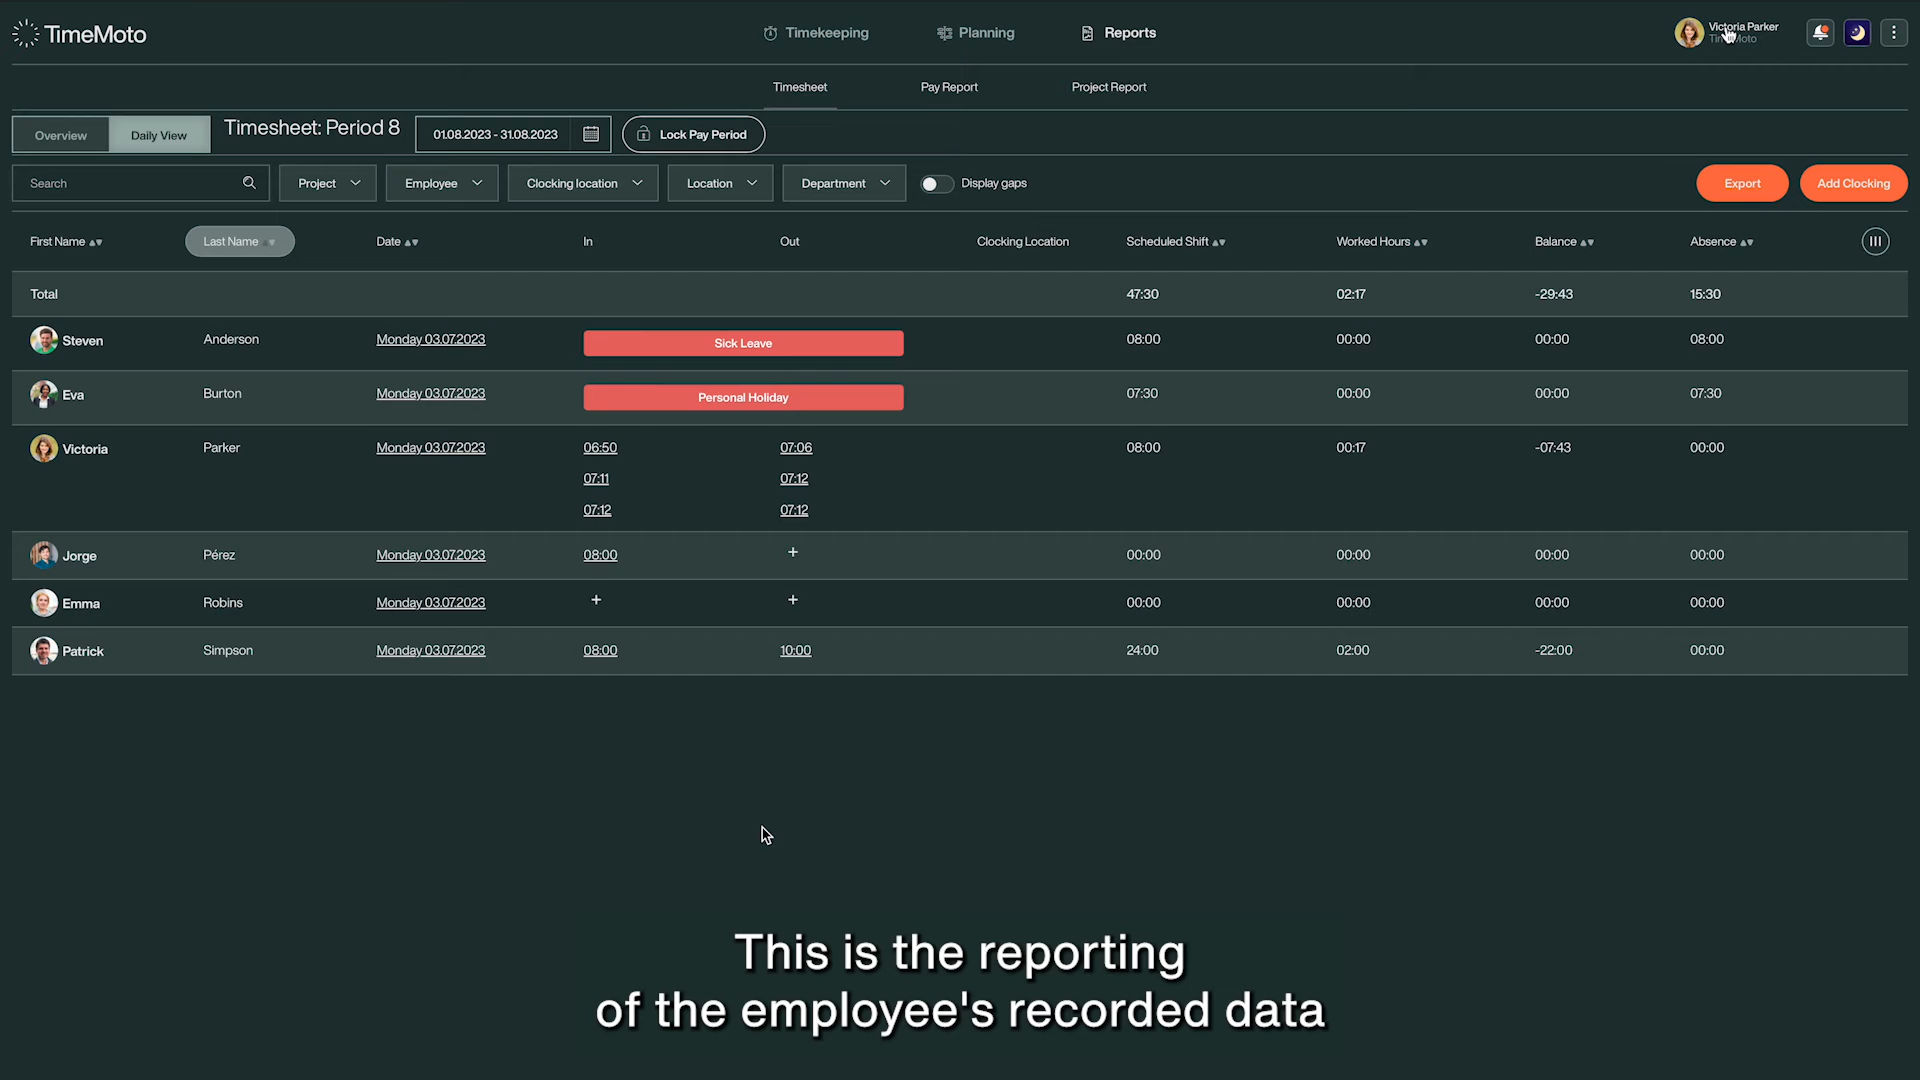 TimeMoto
Timekeeping Planning Reports
Victoria Parker
Timesheet Pay Report Project Report
Overview Daily View Timesheet: Period 8 01.08.2023 - 31.08.2023 Lock Pay Period
Search Project Employee Clocking location Location Department Display gaps Export Add Clocking
First Name Last Name Date In Out Clocking Location Scheduled Shift Worked Hours Balance Absence
Total 47:30 02:17 -29:43 15:30
Steven Anderson Monday 03.07.2023 Sick Leave 08:00 00:00 00:00 08:00
Eva Burton Monday 03.07.2023 Personal Holiday 07:30 00:00 00:00 07:30
Victoria Parker Monday 03.07.2023 06:50 07:06 08:00 00:17 -07:43 00:00
07:11 07:12
07:12 07:12
Jorge Pérez Monday 03.07.2023 08:00 + 00:00 00:00 00:00 00:00
Emma Robins Monday 03.07.2023 + + 00:00 00:00 00:00 00:00
Patrick Simpson Monday 03.07.2023 08:00 10:00 24:00 02:00 -22:00 00:00
This is the reporting
of the employee's recorded data